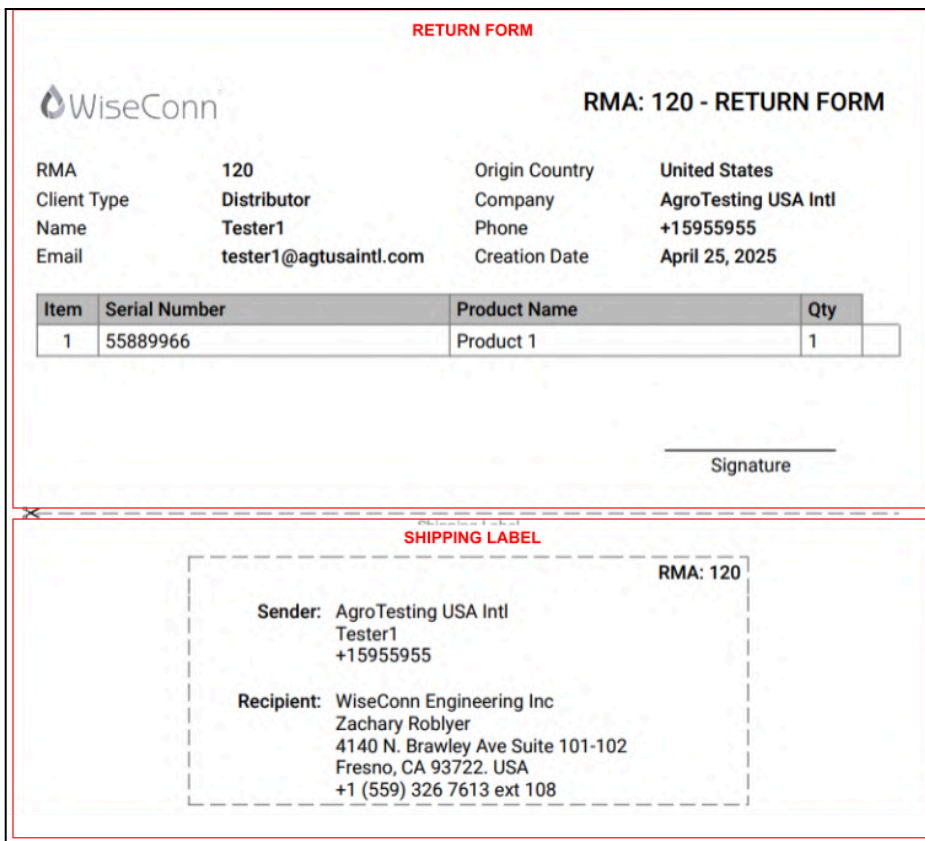 RETURN FORM
WiseConn
RMA: 120 - RETURN FORM
RMA 120 Origin Country United States
Client Type Distributor Company AgroTesting USA Intl
Name Tester1 Phone +15955955
Email tester1@agtusaintl.com Creation Date April 25, 2025
Item Serial Number Product Name Qty
1 55889966 Product 1 1
Signature
Shipping Label
SHIPPING LABEL
RMA: 120
Sender: AgroTesting USA Intl
Tester1
+15955955
Recipient: WiseConn Engineering Inc
Zachary Roblyer
4140 N. Brawley Ave Suite 101-102
Fresno, CA 93722. USA
+1 (559) 326 7613 ext 108